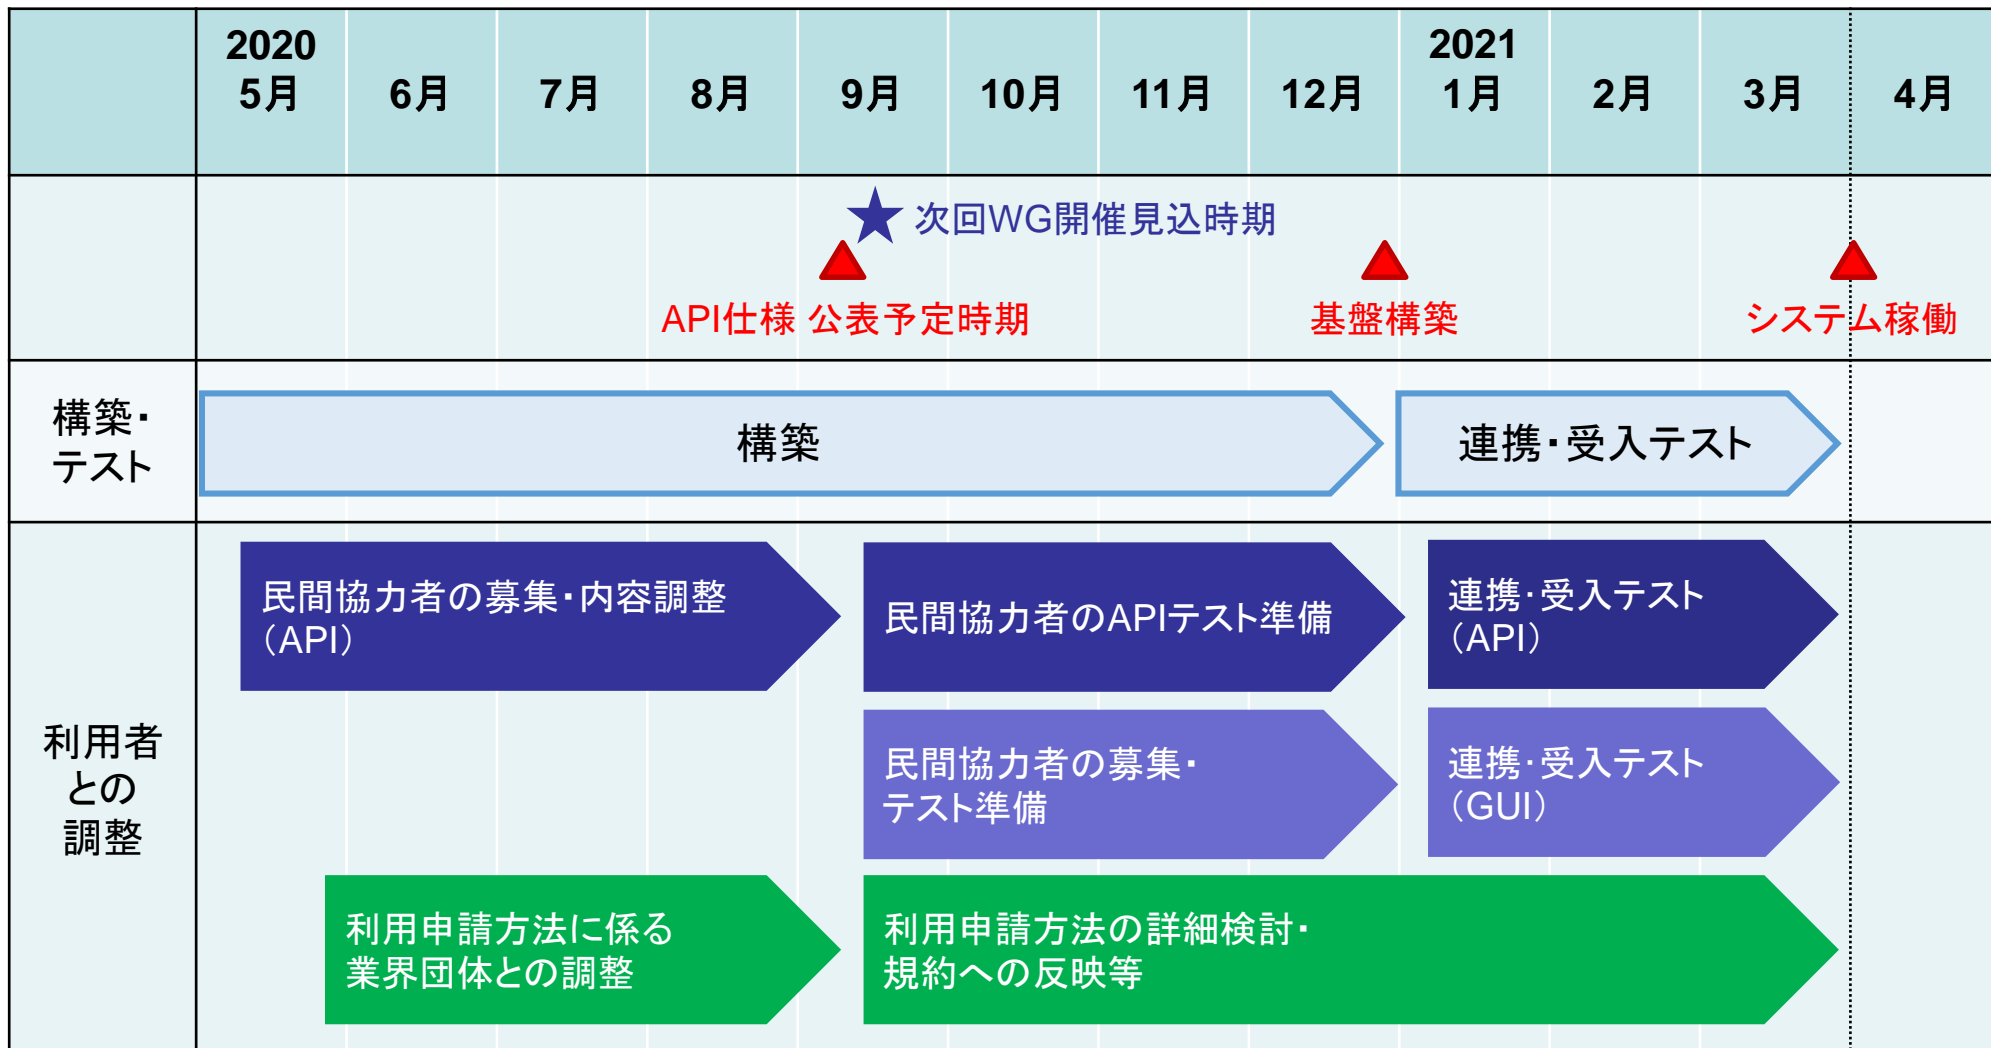 2020
5月
6月
7月
8月
9月
10月
11月
12月
2021
1月
2月
3月
4月
次回WG開催見込時期
API仕様 公表予定時期
基盤構築
システム稼働
構築・
テスト
構築
連携・受入テスト
利用者
との
調整
民間協力者の募集・内容調整
（API）
民間協力者のAPIテスト準備
連携・受入テスト
（API）
民間協力者の募集・
テスト準備
連携・受入テスト
（GUI）
利用申請方法に係る
業界団体との調整
利用申請方法の詳細検討・
規約への反映等